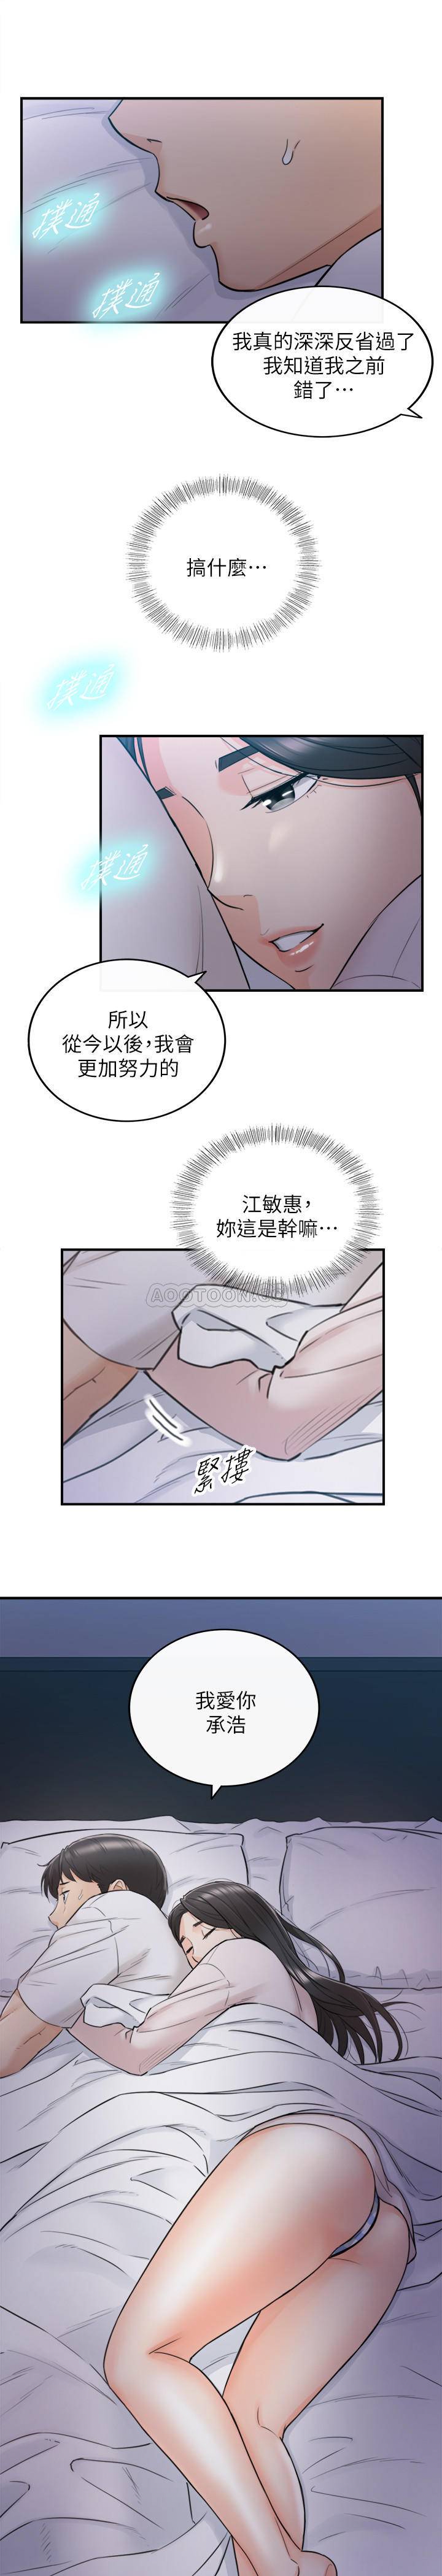 撲通
撲通
我真的深深反省過了
我知道我之前
錯了…
搞什麼…
撲通
撲通
所以
從今以後，我會
更加努力的
江敏惠，
妳這是幹嘛…
緊摟
我愛你
承浩